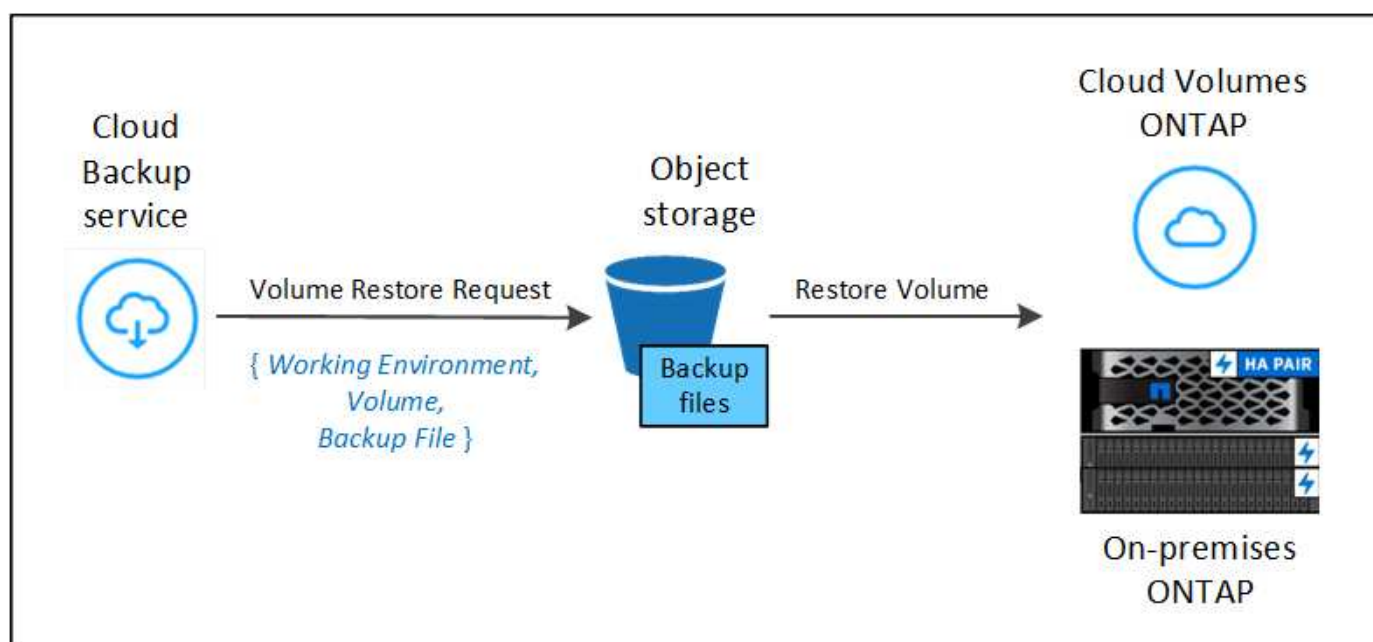 Cloud
Backup
service
Volume Restore Request
{ Working Environment,
Volume,
Backup File }
Object
storage
Backup
files
Restore Volume
Cloud Volumes
ONTAP
HA PAIR
On-premises
ONTAP